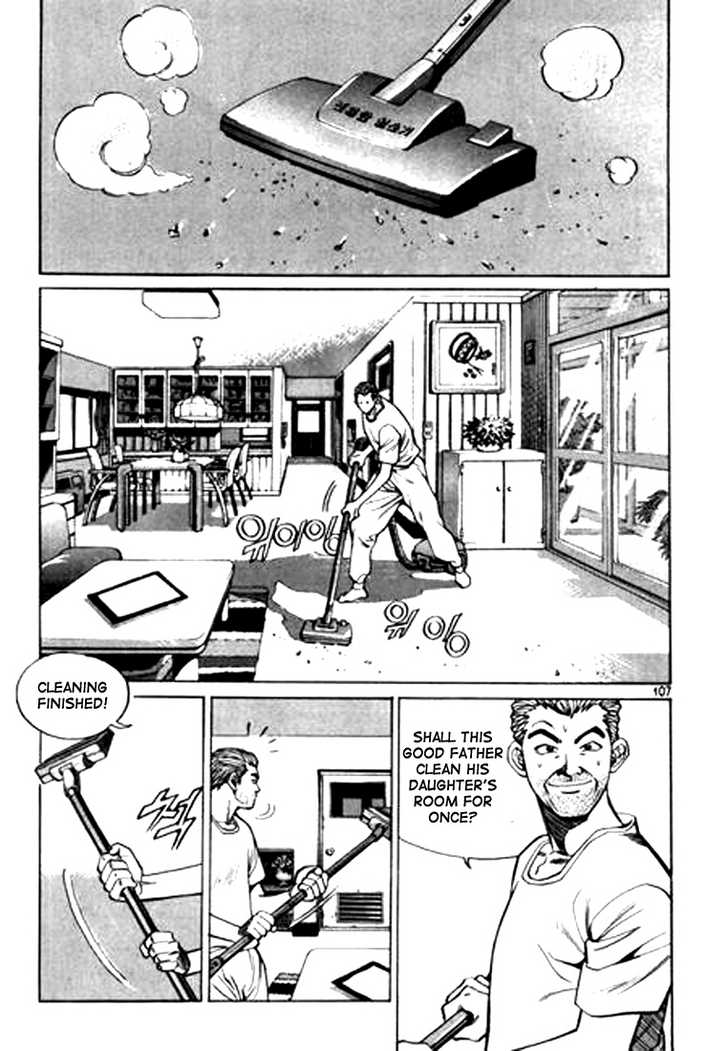 위이이잉
위 이잉
107
CLEANING
FINISHED!
SHALL THIS
GOOD FATHER
CLEAN HIS
DAUGHTER'S
ROOM FOR
ONCE?